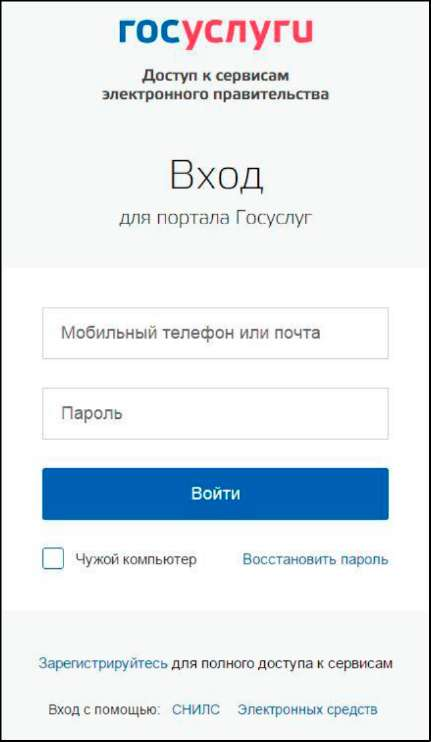 госуслуги
Доступ к сервисам
электронного правительства
Вход
для портала Госуслуг
Мобильный телефон или почта
Пароль
Войти
Чужой компьютер Восстановить пароль
Зарегистрируйтесь для полного доступа к сервисам
Вход с помощью: СНИЛС Электронных средств